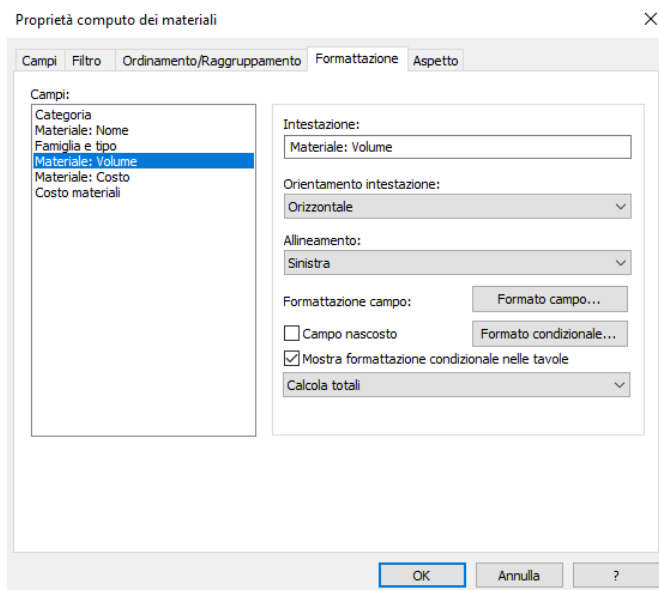 Proprietà computo dei materiali
Campi Filtro Ordinamento/Raggruppamento Formattazione Aspetto
Campi:
Categoria
Materiale: Nome
Famiglia e tipo
Materiale: Volume
Materiale: Costo
Costo materiali
Intestazione:
Materiale: Volume
Orientamento intestazione:
Orizzontale
Allineamento:
Sinistra
Formattazione campo: Formato campo...
Campo nascosto Formato condizionale...
Mostra formattazione condizionale nelle tavole
Calcola totali
OK Annulla ?